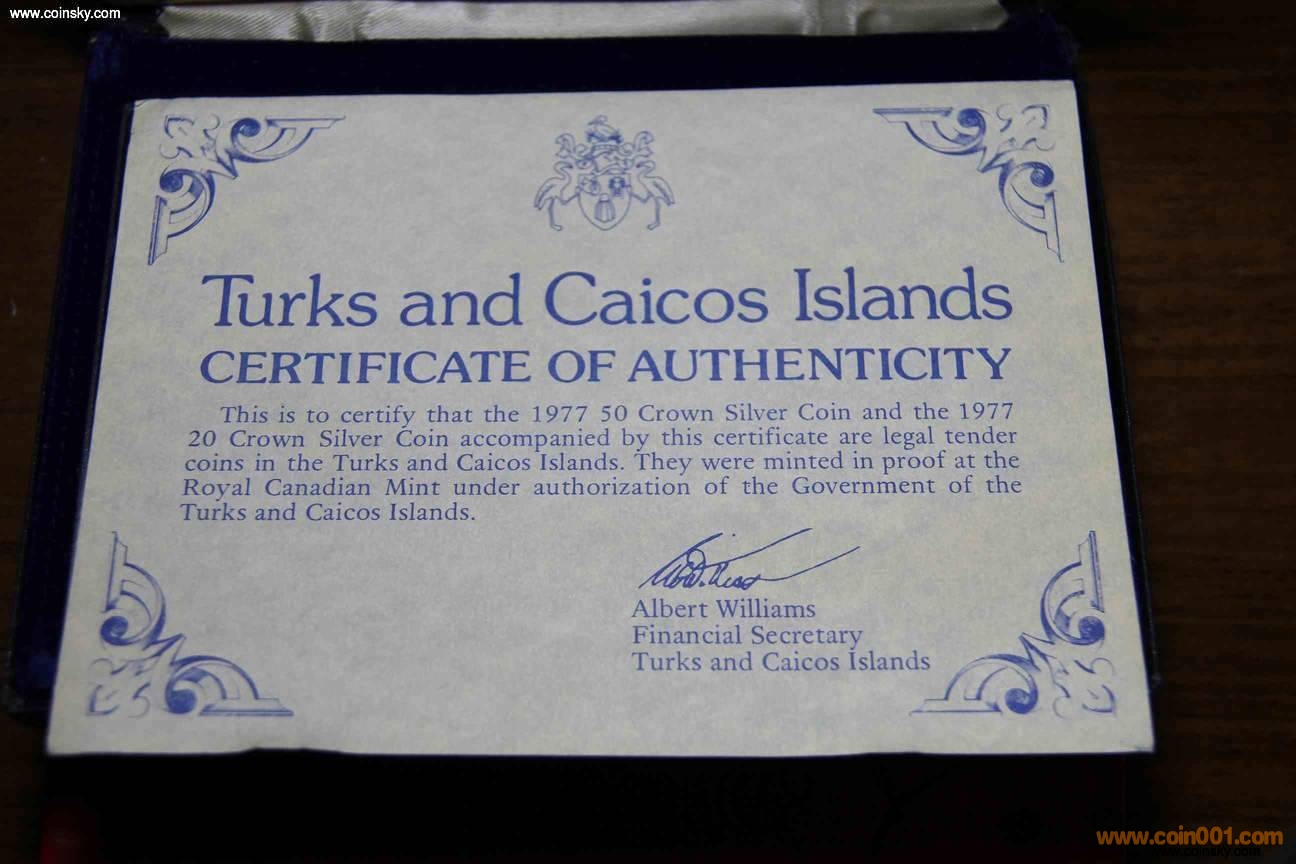 www.coinsky.com
Turks and Caicos Islands
CERTIFICATE OF AUTHENTICITY
This is to certify that the 1977 50 Crown Silver Coin and the 1977
20 Crown Silver Coin accompanied by this certificate are legal tender
coins in the Turks and Caicos Islands. They were minted in proof at the
Royal Canadian Mint under authorization of the Government of the
Turks and Caicos Islands.
Albert Williams
Financial Secretary
Turks and Caicos Islands
www.coin001.com
www.coinsky.com